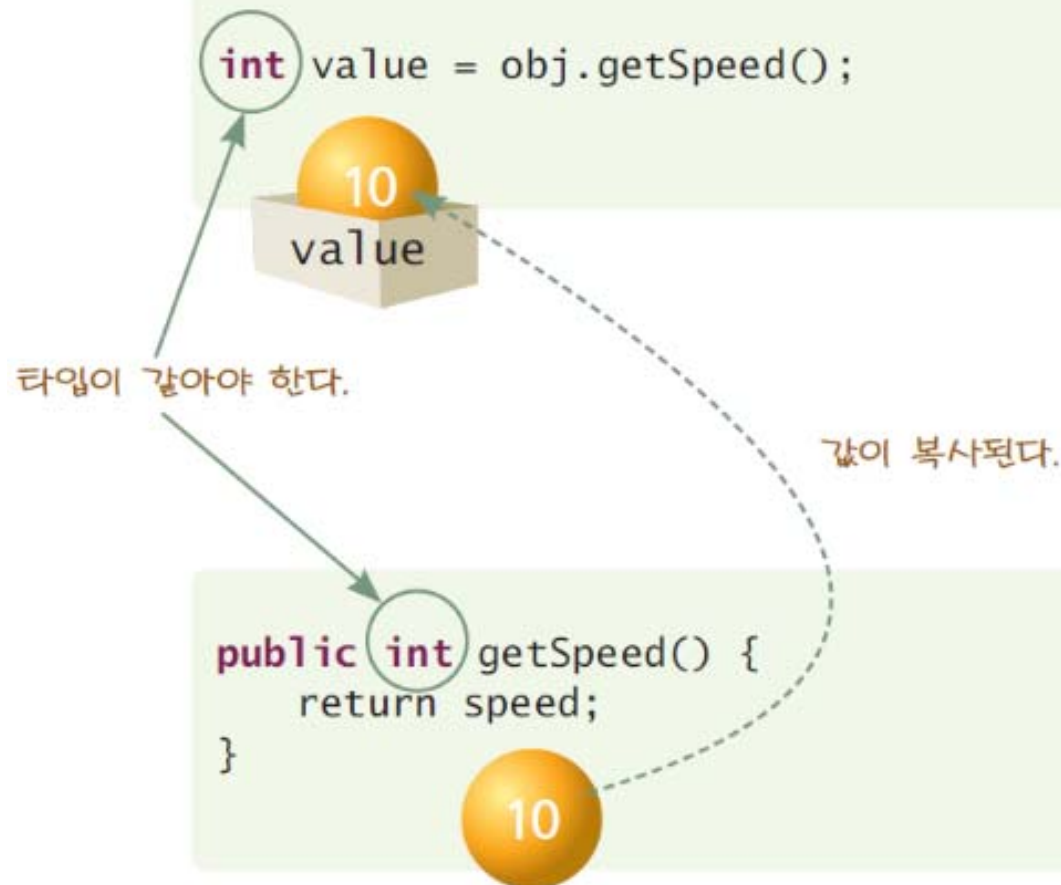 int value = obj.getSpeed();
10
value
타입이 같아야 한다.
값이 복사된다.
public int getSpeed() {
return speed;
}
10